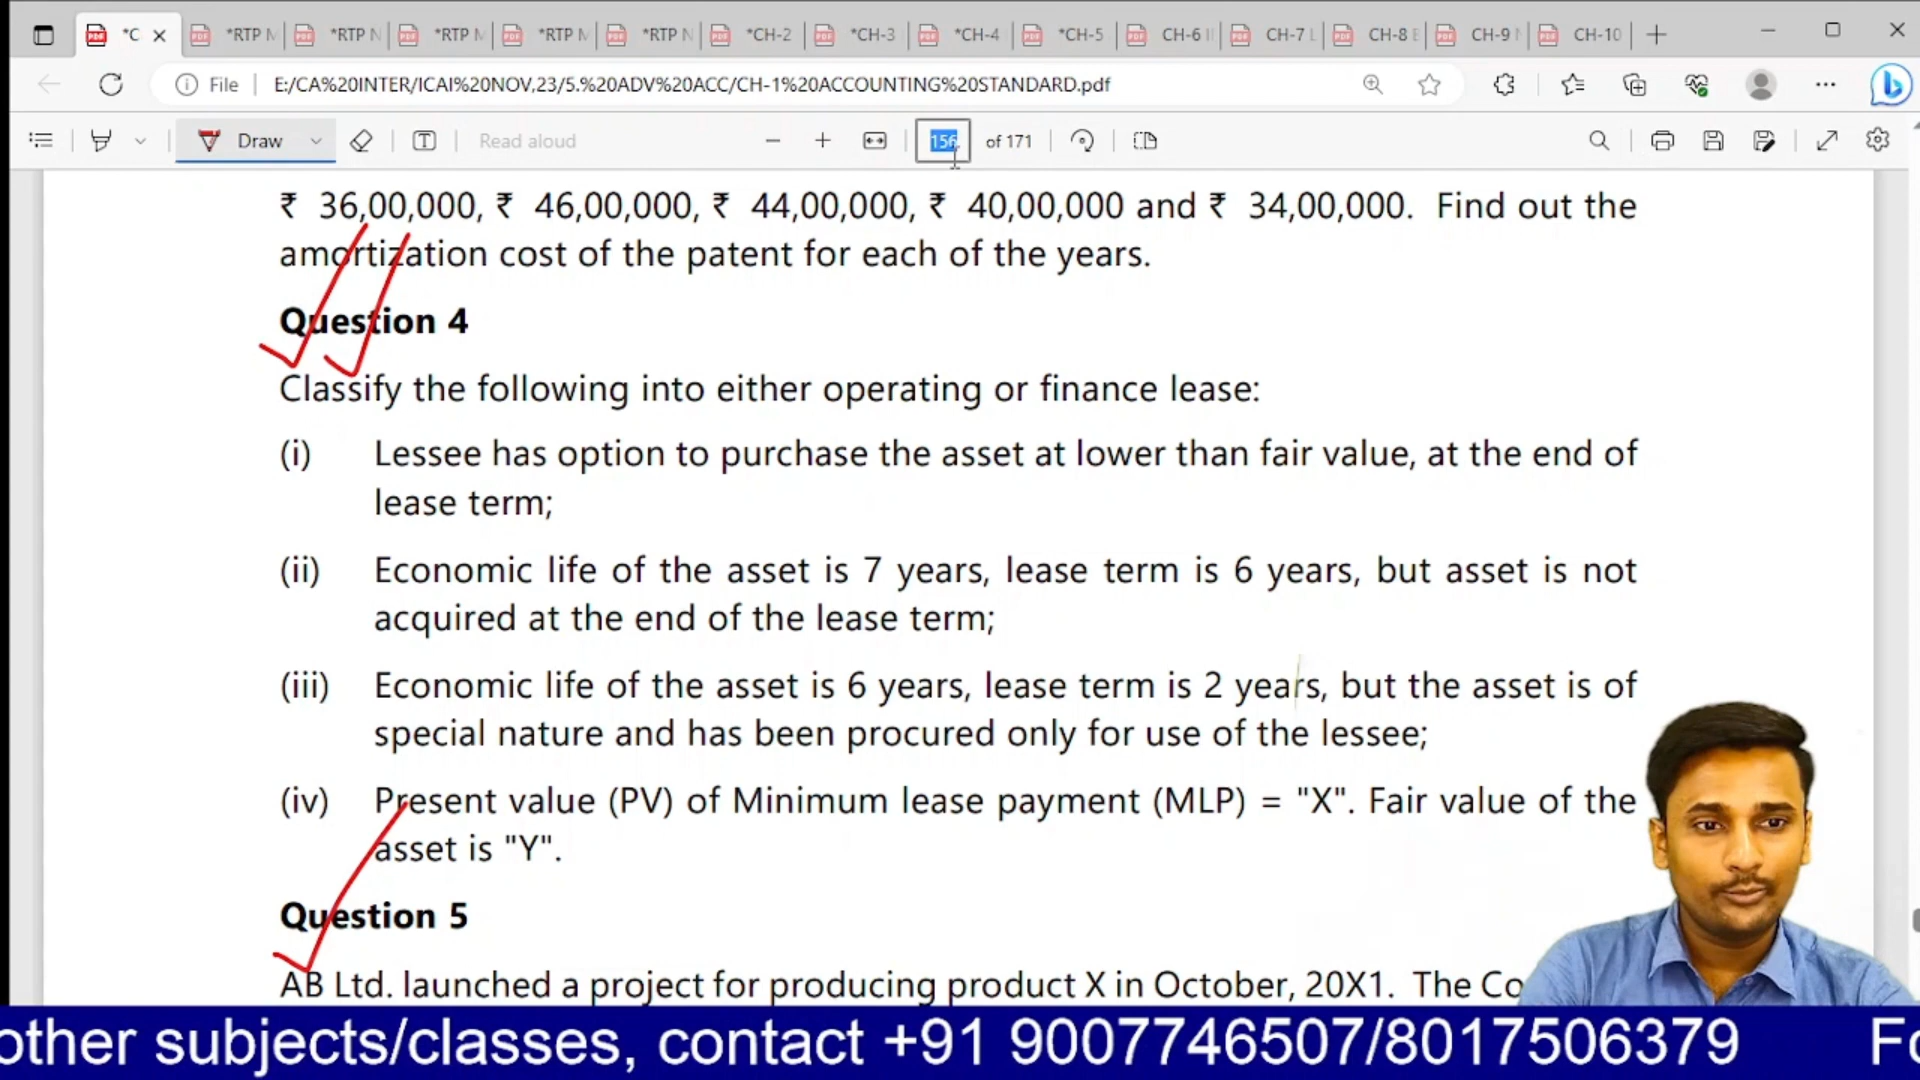 *C
*RTP M
*RTP N
*RTP M
*RTP M
*RTP N
*CH-2
*CH-3
*CH-4
*CH-5
CH-6 I
CH-7 L
CH-8 E
CH-9 N
CH-10
File
E:/CA%20INTER/ICAI%20NOV,23/5.%20ADV%20ACC/CH-1%20ACCOUNTING%20STANDARD.pdf
Draw
Read aloud
156 of 171
₹ 36,00,000, ₹ 46,00,000, ₹ 44,00,000, ₹ 40,00,000 and ₹ 34,00,000. Find out the
amortization cost of the patent for each of the years.
Question 4
Classify the following into either operating or finance lease:
(i) Lessee has option to purchase the asset at lower than fair value, at the end of
lease term;
(ii) Economic life of the asset is 7 years, lease term is 6 years, but asset is not
acquired at the end of the lease term;
(iii) Economic life of the asset is 6 years, lease term is 2 years, but the asset is of
special nature and has been procured only for use of the lessee;
(iv) Present value (PV) of Minimum lease payment (MLP) = "X". Fair value of the
asset is "Y".
Question 5
AB Ltd. launched a project for producing product X in October, 20X1. The Co
other subjects/classes, contact +91 9007746507/8017506379 Fo